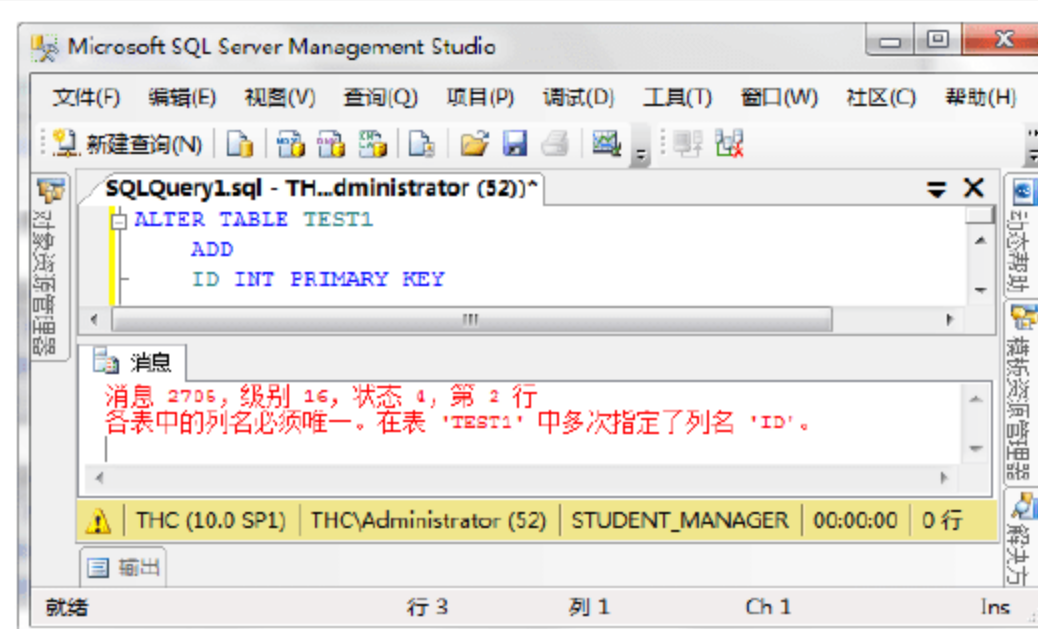 Microsoft SQL Server Management Studio
文件(F) 编辑(E) 视图(V) 查询(Q) 项目(P) 调试(D) 工具(T) 窗口(W) 社区(C) 帮助(H)
新建查询(N)
SQLQuery1.sql - TH...dministrator (52))*
对象资源管理器
ALTER TABLE TEST1
ADD
ID INT PRIMARY KEY
动态帮助
模板资源管理器
解决方
消息
消息 2705，级别 16，状态 4，第 2 行
各表中的列名必须唯一。在表 'TEST1' 中多次指定了列名 'ID'。
THC (10.0 SP1) THC\Administrator (52) STUDENT_MANAGER 00:00:00 0 行
输出
就绪 行 3 列 1 Ch 1 Ins